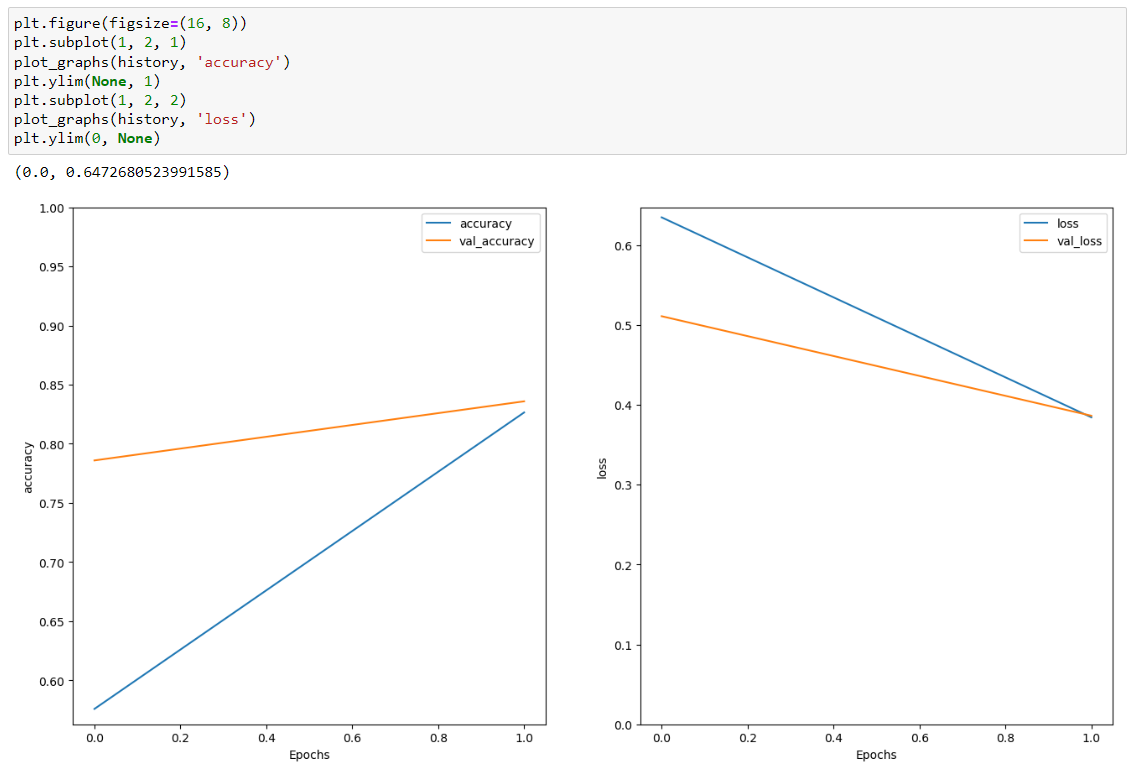 plt.figure(figsize=(16, 8))
plt.subplot(1, 2, 1)
plot_graphs(history, 'accuracy')
plt.ylim(None, 1)
plt.subplot(1, 2, 2)
plot_graphs(history, 'loss')
plt.ylim(0, None)
(0.0, 0.6472680523991585)
1.00
0.95
0.90
0.85
0.80
0.75
0.70
0.65
0.60
accuracy
accuracy
val_accuracy
0.0 0.2 0.4 0.6 0.8 1.0
Epochs
0.6
0.5
0.4
0.3
0.2
0.1
0.0
loss
loss
val_loss
0.0 0.2 0.4 0.6 0.8 1.0
Epochs